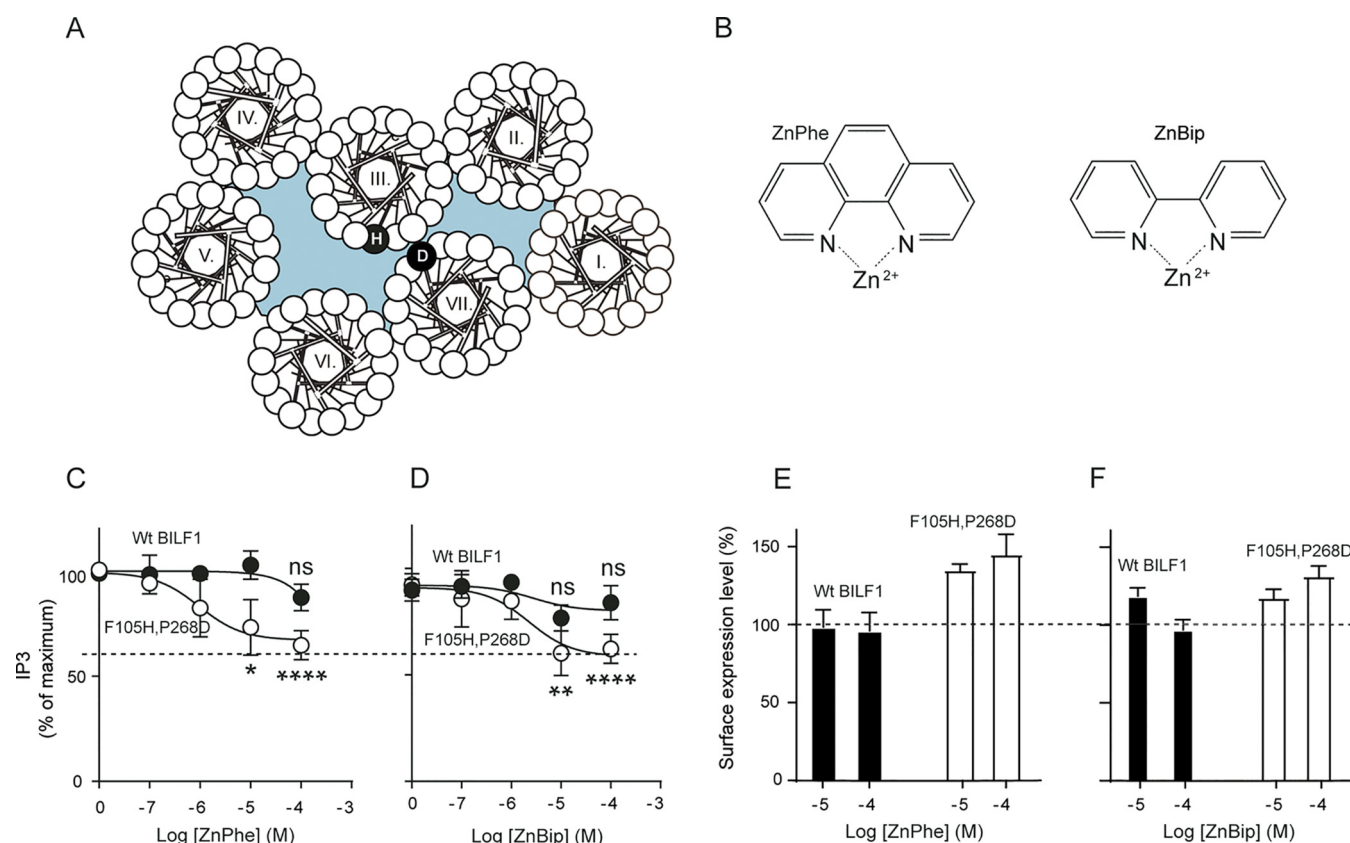 A
B
IV.
II.
III.
V.
I.
H
D
VII.
VI.
ZnPhe
ZnBip
N
N
Zn2+
N
N
Zn2+
C
D
E
F
IP3
(% of maximum)
100
50
0
Wt BILF1
ns
F105H,P268D
*
****
0
-7
-6
-5
-4
-3
Log [ZnPhe] (M)
Wt BILF1
ns
ns
F105H,P268D
**
****
0
-7
-6
-5
-4
-3
Log [ZnBip] (M)
Surface expression level (%)
150
100
50
0
Wt BILF1
F105H,P268D
-5
-4
-5
-4
Log [ZnPhe] (M)
Wt BILF1
F105H,P268D
-5
-4
-5
-4
Log [ZnBip] (M)